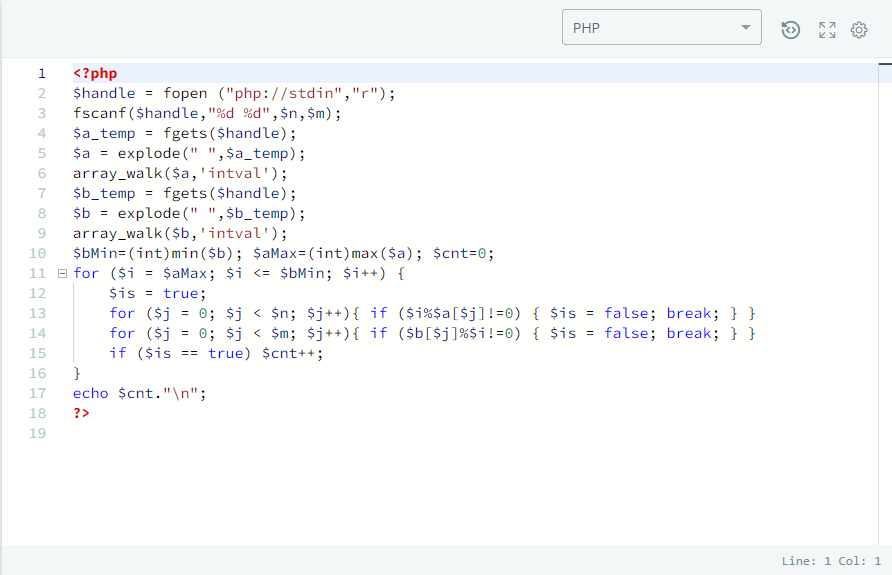 PHP
1 <?php
2 $handle = fopen ("php://stdin","r");
3 fscanf($handle,"%d %d",$n,$m);
4 $a_temp = fgets($handle);
5 $a = explode(" ",$a_temp);
6 array_walk($a,'intval');
7 $b_temp = fgets($handle);
8 $b = explode(" ",$b_temp);
9 array_walk($b,'intval');
10 $bMin=(int)min($b); $aMax=(int)max($a); $cnt=0;
11 for ($i = $aMax; $i <= $bMin; $i++) {
12     $is = true;
13     for ($j = 0; $j < $n; $j++){ if ($i%$a[$j]!=0) { $is = false; break; } }
14     for ($j = 0; $j < $m; $j++){ if ($b[$j]%$i!=0) { $is = false; break; } }
15     if ($is == true) $cnt++;
16 }
17 echo $cnt."\n";
18 ?>
19
Line: 1 Col: 1